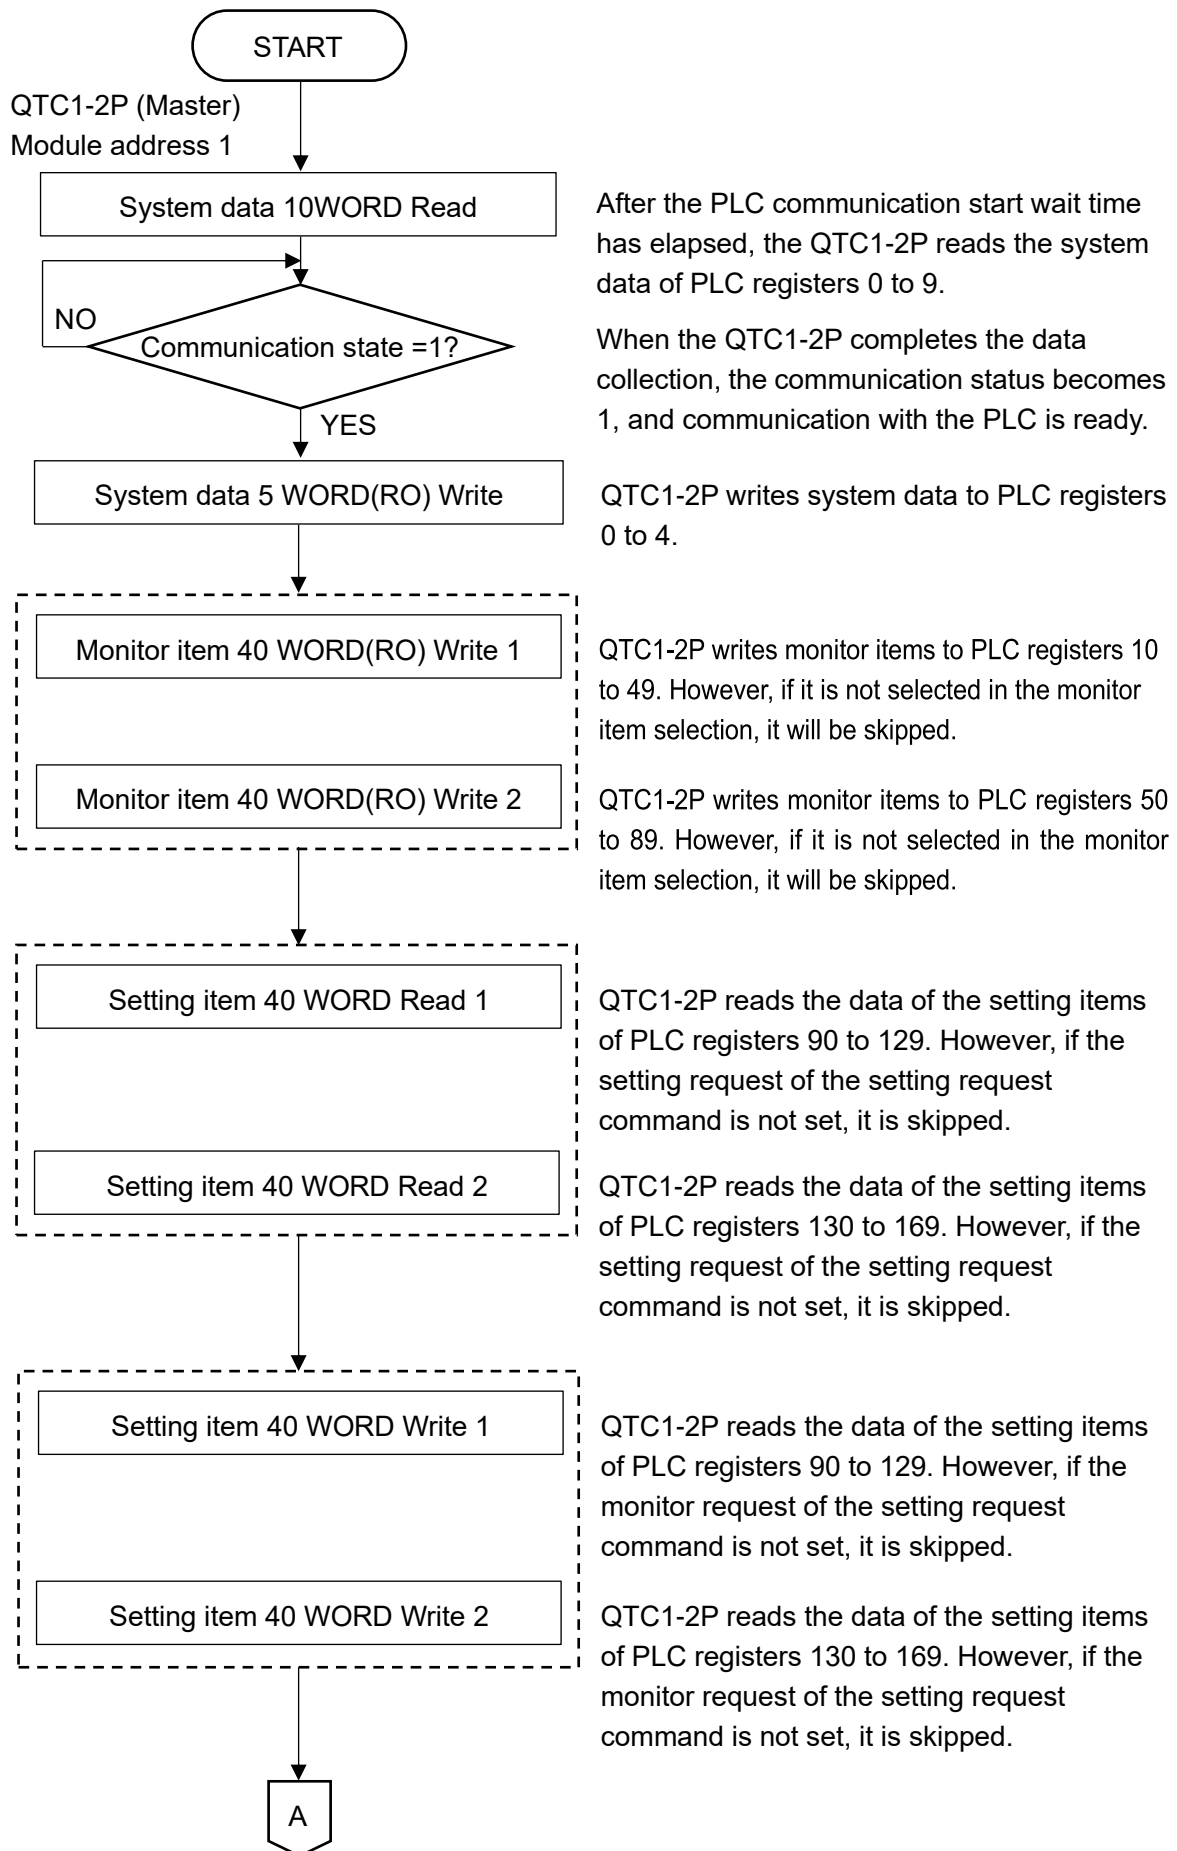 START
QTC1-2P (Master)
Module address 1
System data 10WORD Read
After the PLC communication start wait time
has elapsed, the QTC1-2P reads the system
data of PLC registers 0 to 9.
NO
Communication state =1?
When the QTC1-2P completes the data
collection, the communication status becomes
1, and communication with the PLC is ready.
YES
System data 5 WORD(RO) Write
QTC1-2P writes system data to PLC registers
0 to 4.
Monitor item 40 WORD(RO) Write 1
QTC1-2P writes monitor items to PLC registers 10
to 49. However, if it is not selected in the monitor
item selection, it will be skipped.
Monitor item 40 WORD(RO) Write 2
QTC1-2P writes monitor items to PLC registers 50
to 89. However, if it is not selected in the monitor
item selection, it will be skipped.
Setting item 40 WORD Read 1
QTC1-2P reads the data of the setting items
of PLC registers 90 to 129. However, if the
setting request of the setting request
command is not set, it is skipped.
Setting item 40 WORD Read 2
QTC1-2P reads the data of the setting items
of PLC registers 130 to 169. However, if the
setting request of the setting request
command is not set, it is skipped.
Setting item 40 WORD Write 1
QTC1-2P reads the data of the setting items
of PLC registers 90 to 129. However, if the
monitor request of the setting request
command is not set, it is skipped.
Setting item 40 WORD Write 2
QTC1-2P reads the data of the setting items
of PLC registers 130 to 169. However, if the
monitor request of the setting request
command is not set, it is skipped.
A